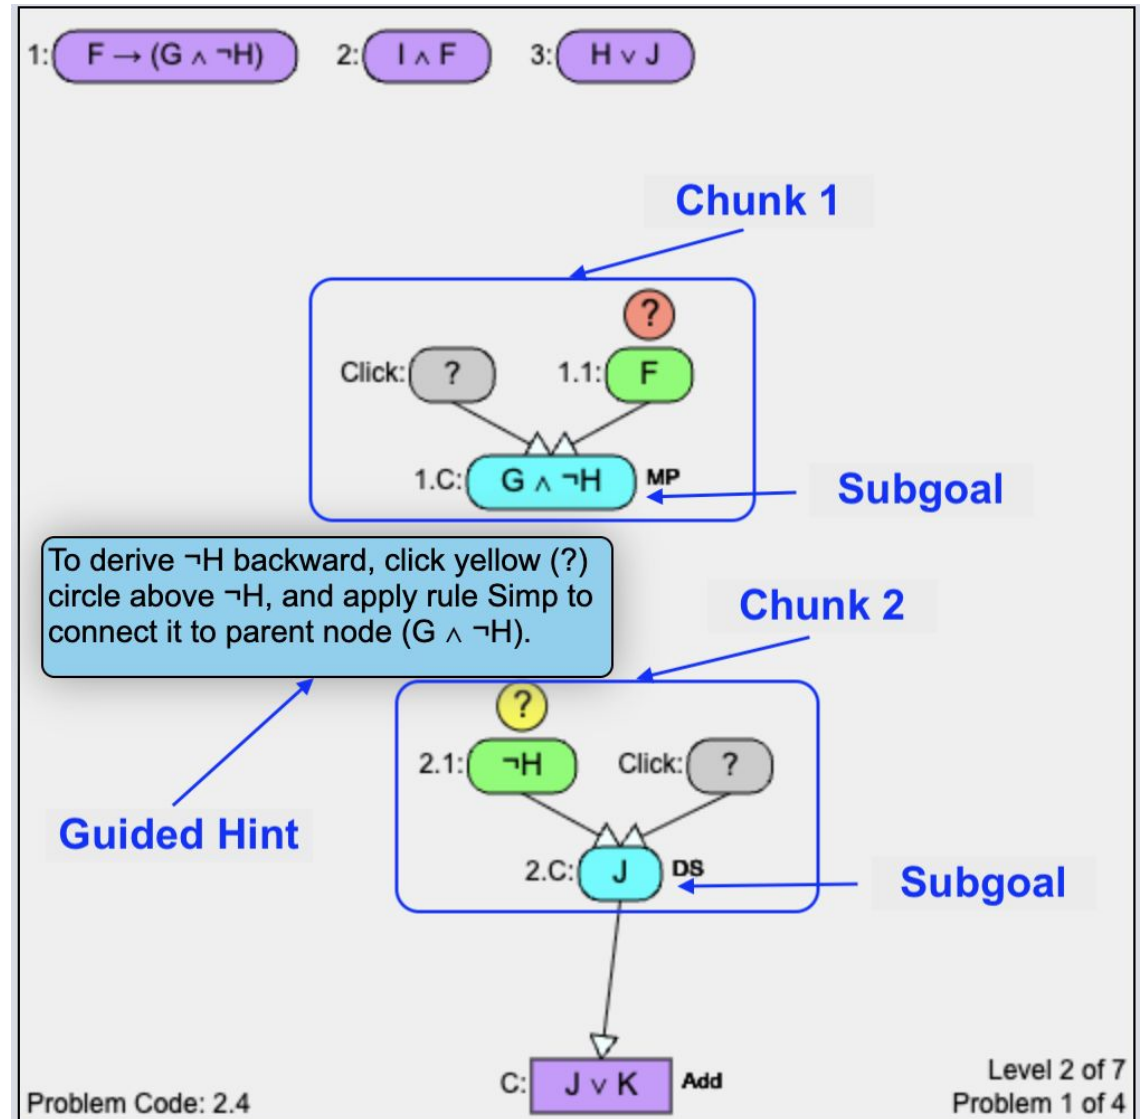 1: F → (G ∧ ¬H) 2: I ∧ F 3: H ∨ J
Chunk 1
?
Click: ? 1.1: F
1.C: G ∧ ¬H MP
Subgoal
To derive ¬H backward, click yellow (?)
circle above ¬H, and apply rule Simp to
connect it to parent node (G ∧ ¬H).
Chunk 2
?
2.1: ¬H Click: ?
Guided Hint
2.C: J DS
Subgoal
C: J ∨ K Add
Level 2 of 7
Problem Code: 2.4
Problem 1 of 4